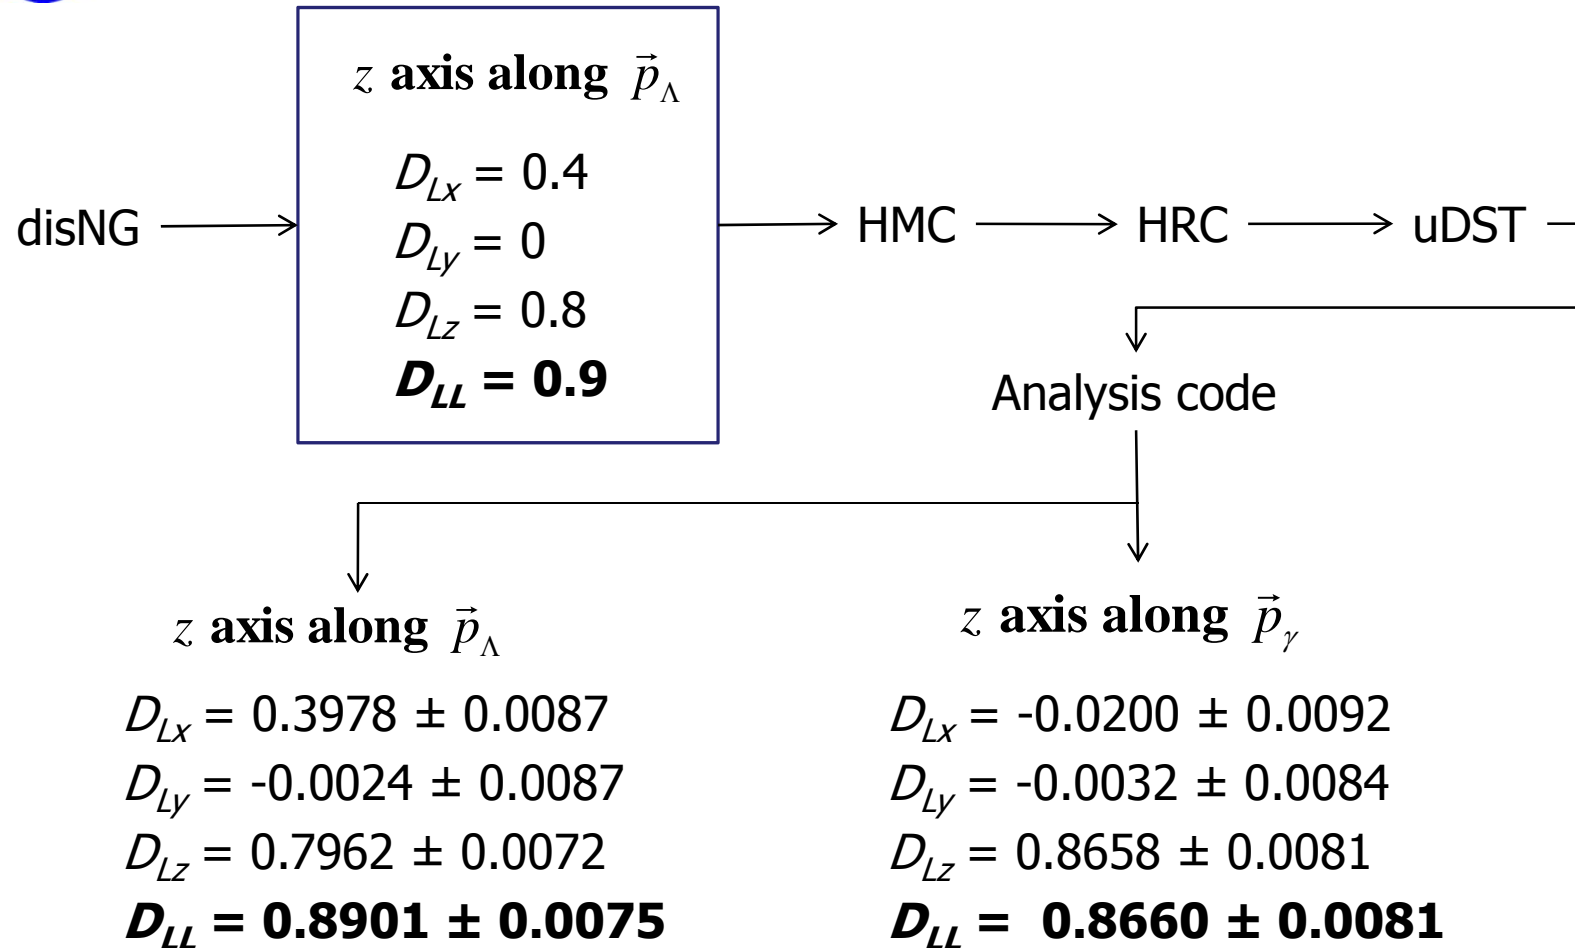 z axis along p⃗_Λ
D_Lx = 0.4
D_Ly = 0
D_Lz = 0.8
D_LL = 0.9
disNG
HMC
HRC
uDST
Analysis code
z axis along p⃗_Λ
D_Lx = 0.3978 ± 0.0087
D_Ly = -0.0024 ± 0.0087
D_Lz = 0.7962 ± 0.0072
D_LL = 0.8901 ± 0.0075
z axis along p⃗_γ
D_Lx = -0.0200 ± 0.0092
D_Ly = -0.0032 ± 0.0084
D_Lz = 0.8658 ± 0.0081
D_LL = 0.8660 ± 0.0081